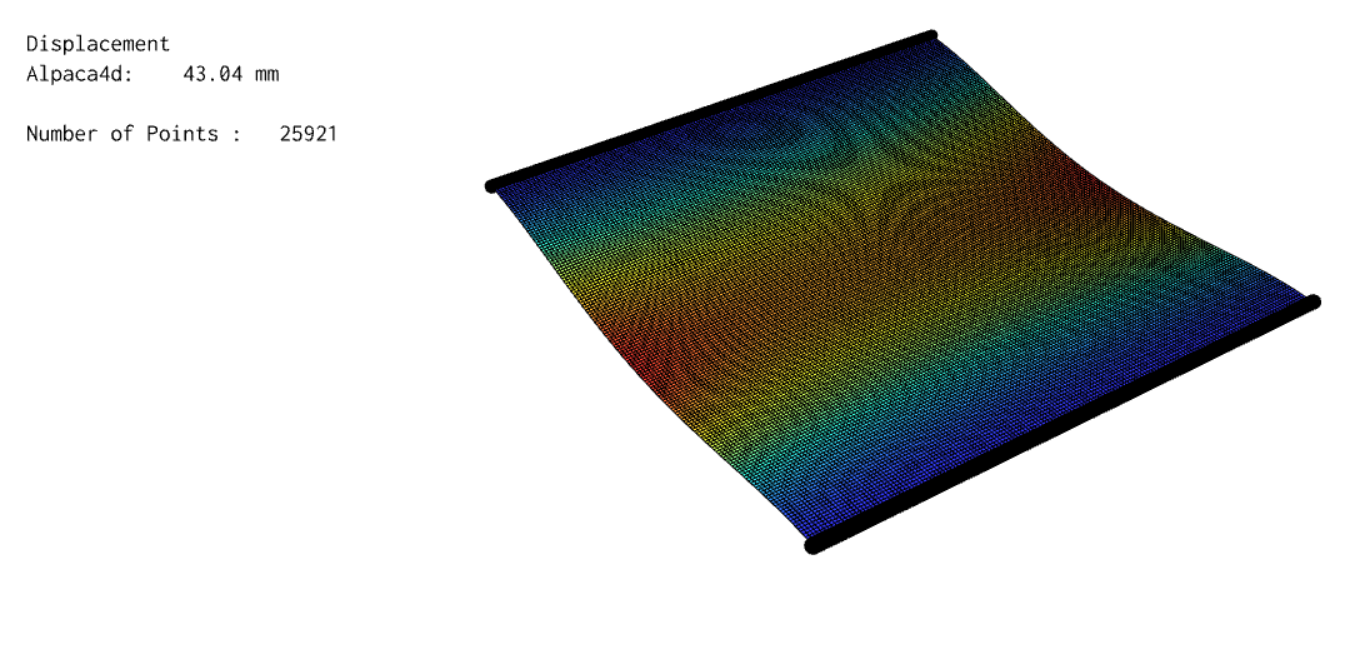 Displacement
Alpaca4d: 43.04 mm
Number of Points : 25921